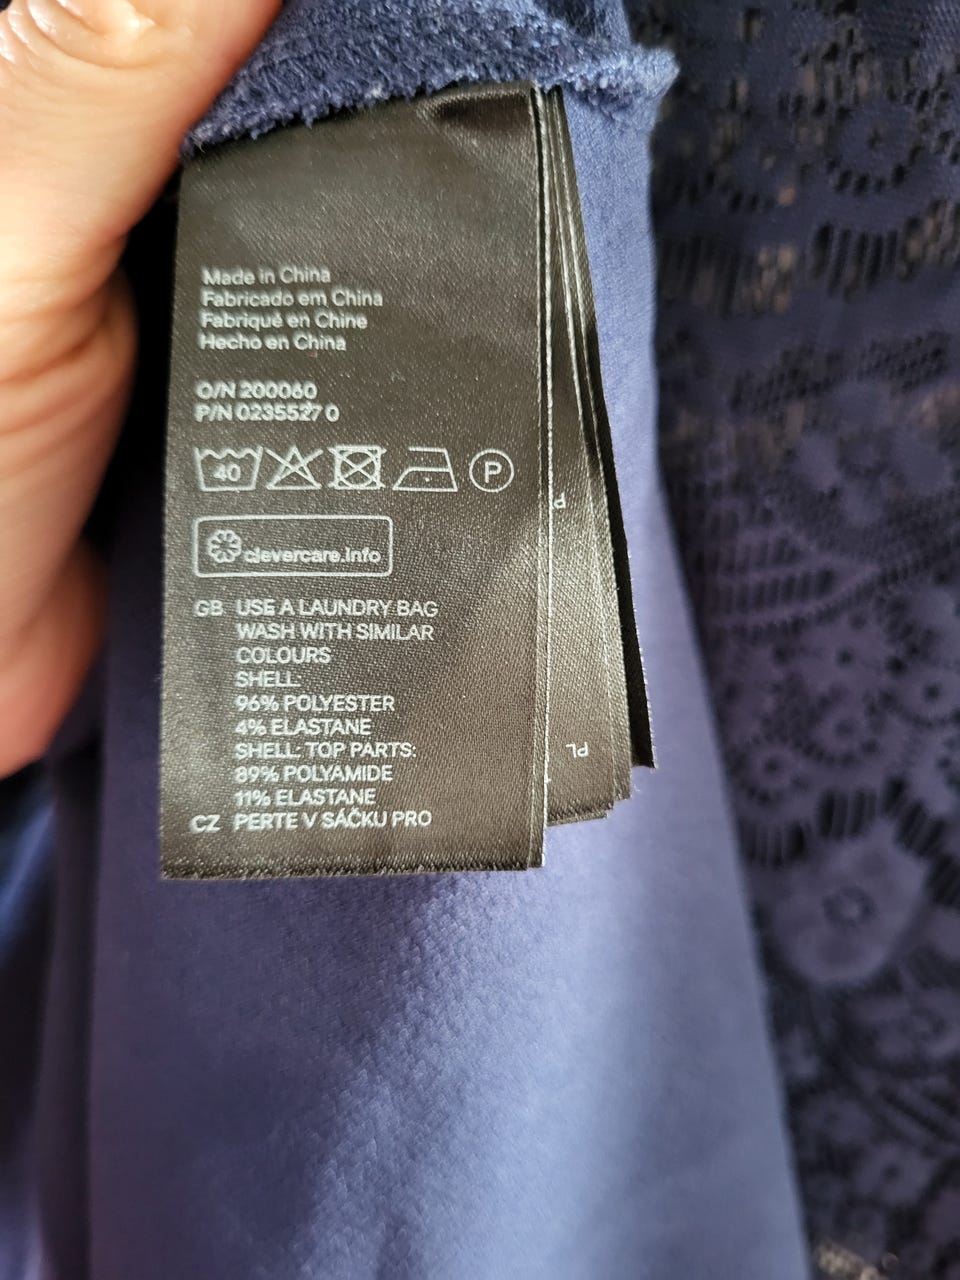 Made in China
Fabricado em China
Fabriqué en Chine
Hecho en China
O/N 200060
P/N 0235527 0
40
P
clevercare.info
GB USE A LAUNDRY BAG
WASH WITH SIMILAR
COLOURS
SHELL:
96% POLYESTER
4% ELASTANE
SHELL: TOP PARTS:
89% POLYAMIDE
11% ELASTANE
CZ PERTE V SÁČKU PRO
P
PL